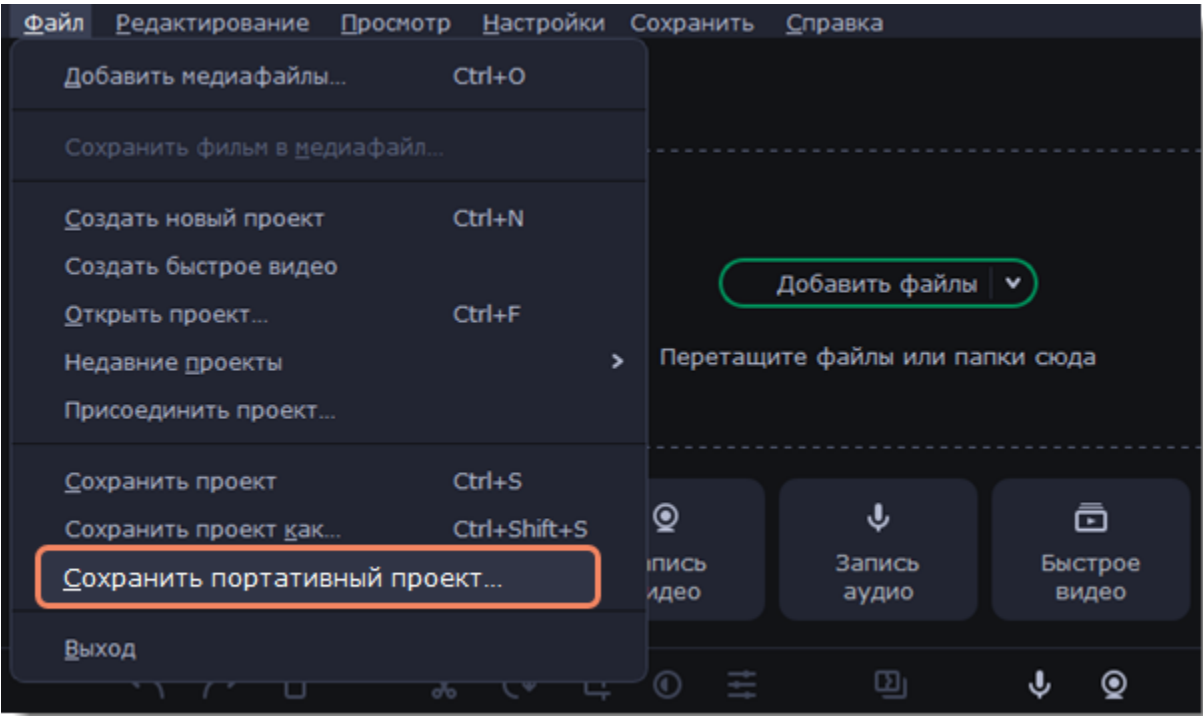 Файл Редактирование Просмотр Настройки Сохранить Справка
Добавить медиафайлы... Ctrl+O
Сохранить фильм в медиафайл...
Создать новый проект Ctrl+N
Создать быстрое видео
Открыть проект... Ctrl+F
Недавние проекты
Присоединить проект...
Сохранить проект Ctrl+S
Сохранить проект как... Ctrl+Shift+S
Сохранить портативный проект...
Выход
Добавить файлы
Перетащите файлы или папки сюда
Запись
аудио
Быстрое
видео